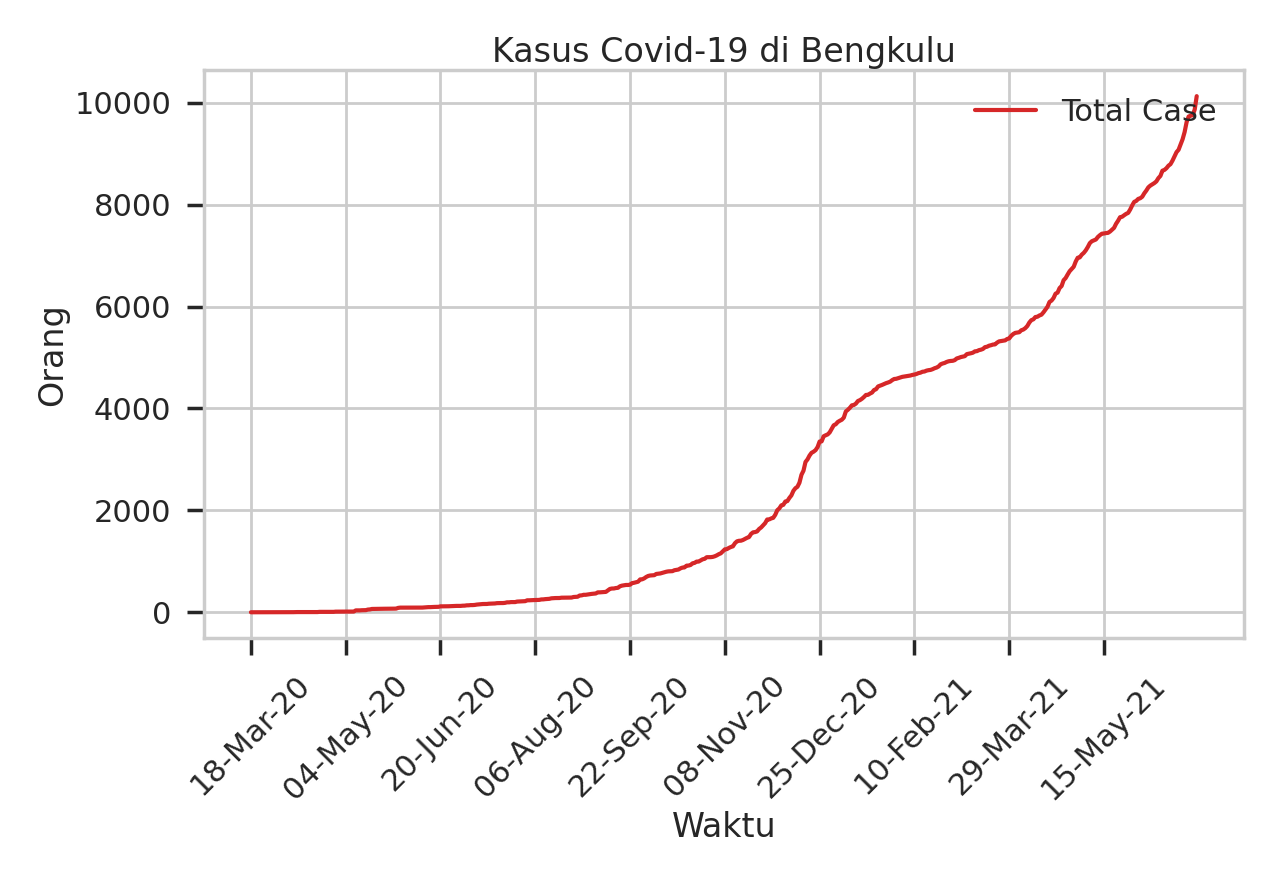 Kasus Covid-19 di Bengkulu
Total Case
Orang
10000
8000
6000
4000
2000
0
18-Mar-20
04-May-20
20-Jun-20
06-Aug-20
22-Sep-20
08-Nov-20
25-Dec-20
10-Feb-21
29-Mar-21
15-May-21
Waktu